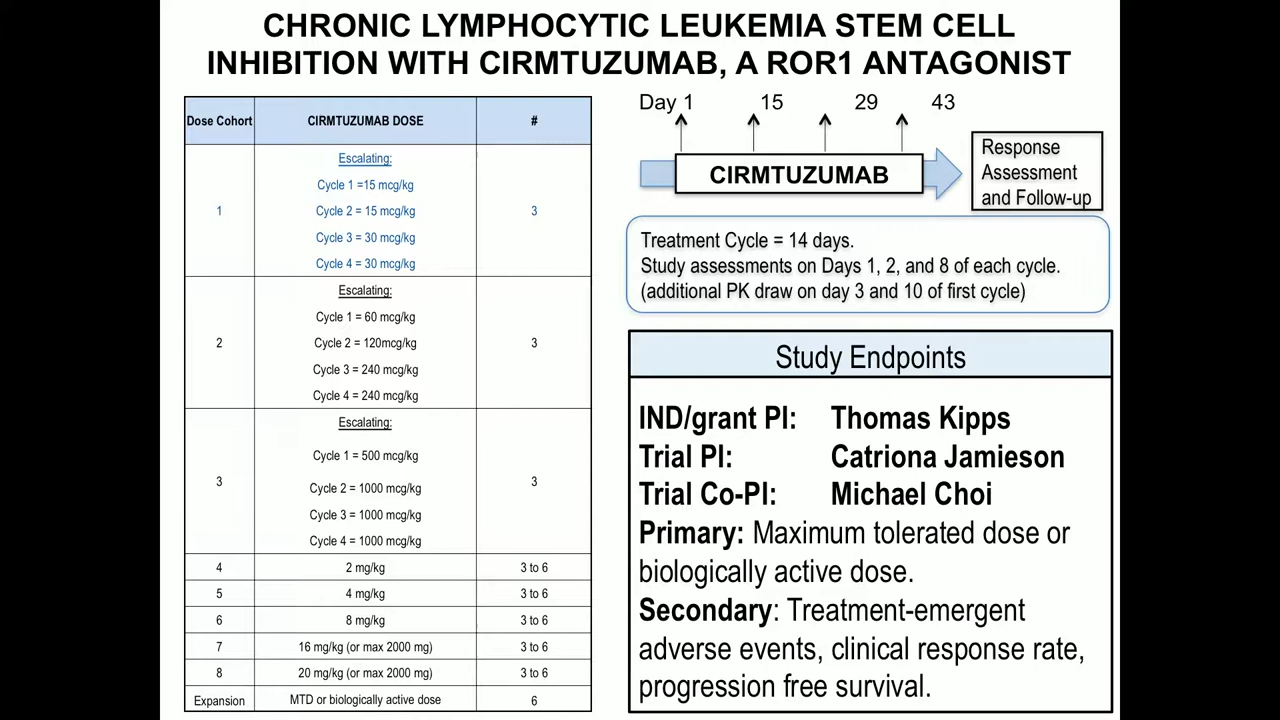 CHRONIC LYMPHOCYTIC LEUKEMIA STEM CELL
INHIBITION WITH CIRMTUZUMAB, A ROR1 ANTAGONIST
Dose Cohort CIRMTUZUMAB DOSE #
Escalating:
Cycle 1 =15 mcg/kg
1 Cycle 2 = 15 mcg/kg 3
Cycle 3 = 30 mcg/kg
Cycle 4 = 30 mcg/kg
Escalating:
Cycle 1 = 60 mcg/kg
2 Cycle 2 = 120mcg/kg 3
Cycle 3 = 240 mcg/kg
Cycle 4 = 240 mcg/kg
Escalating:
Cycle 1 = 500 mcg/kg
3 Cycle 2 = 1000 mcg/kg 3
Cycle 3 = 1000 mcg/kg
Cycle 4 = 1000 mcg/kg
4 2 mg/kg 3 to 6
5 4 mg/kg 3 to 6
6 8 mg/kg 3 to 6
7 16 mg/kg (or max 2000 mg) 3 to 6
8 20 mg/kg (or max 2000 mg) 3 to 6
Expansion MTD or biologically active dose 6
Day 1 15 29 43
CIRMTUZUMAB
Response
Assessment
and Follow-up
Treatment Cycle = 14 days.
Study assessments on Days 1, 2, and 8 of each cycle.
(additional PK draw on day 3 and 10 of first cycle)
Study Endpoints
IND/grant PI: Thomas Kipps
Trial PI: Catriona Jamieson
Trial Co-PI: Michael Choi
Primary: Maximum tolerated dose or
biologically active dose.
Secondary: Treatment-emergent
adverse events, clinical response rate,
progression free survival.